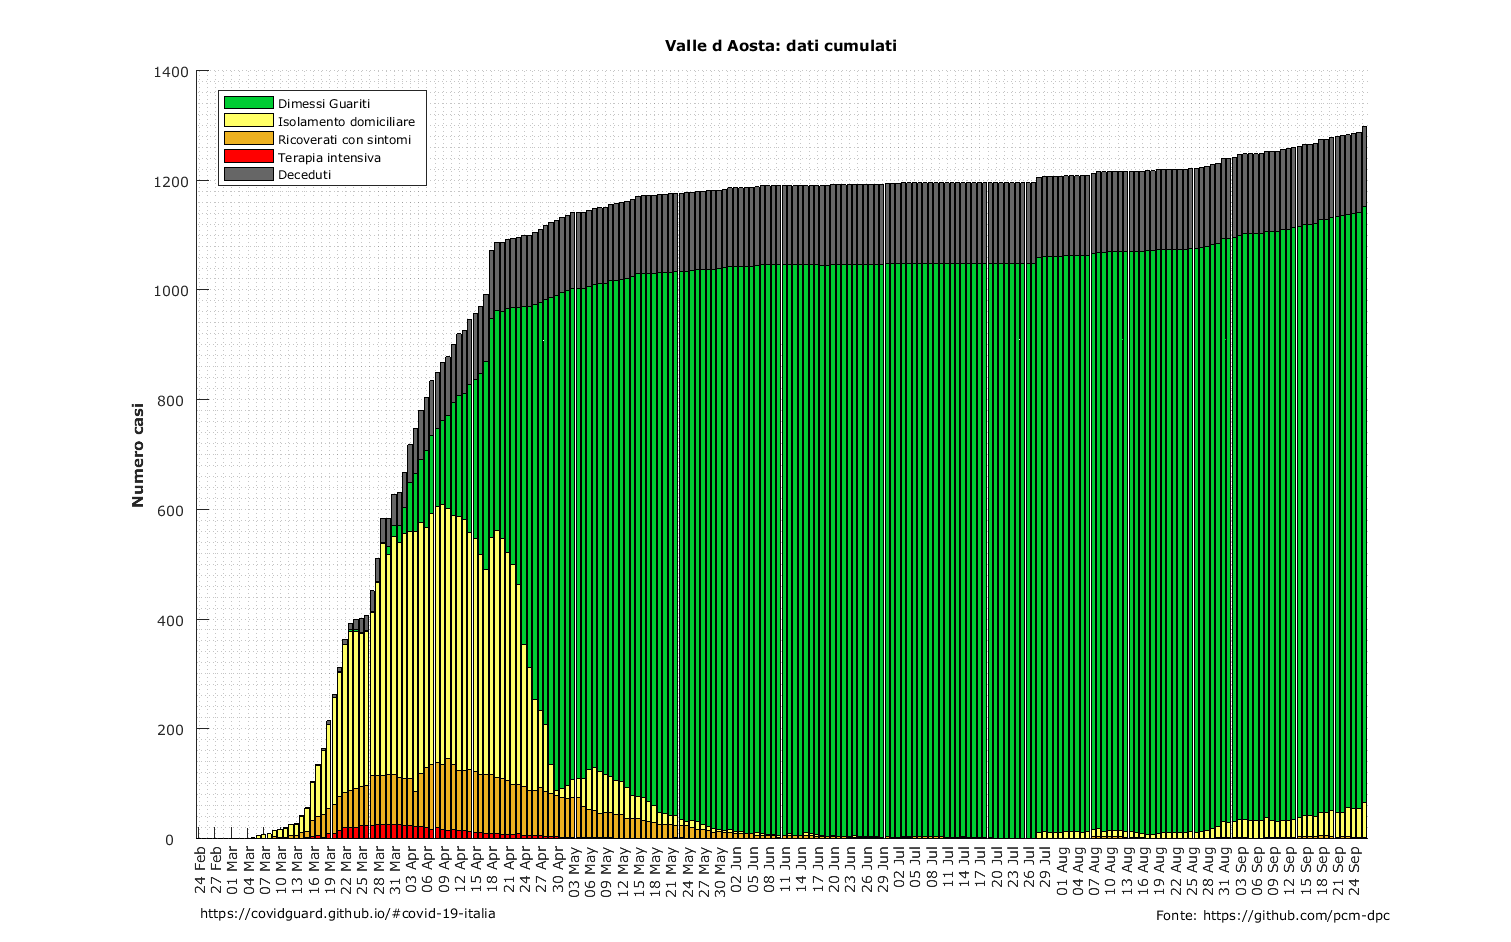 Valle d Aosta: dati cumulati
1400
1200
1000
800
600
400
200
0
Numero casi
Dimessi Guariti
Isolamento domiciliare
Ricoverati con sintomi
Terapia intensiva
Deceduti
24 Feb
27 Feb
01 Mar
04 Mar
07 Mar
10 Mar
13 Mar
16 Mar
19 Mar
22 Mar
25 Mar
28 Mar
31 Mar
03 Apr
06 Apr
09 Apr
12 Apr
15 Apr
18 Apr
21 Apr
24 Apr
27 Apr
30 Apr
03 May
06 May
09 May
12 May
15 May
18 May
21 May
24 May
27 May
30 May
02 Jun
05 Jun
08 Jun
11 Jun
14 Jun
17 Jun
20 Jun
23 Jun
26 Jun
29 Jun
02 Jul
05 Jul
08 Jul
11 Jul
14 Jul
17 Jul
20 Jul
23 Jul
26 Jul
29 Jul
01 Aug
04 Aug
07 Aug
10 Aug
13 Aug
16 Aug
19 Aug
22 Aug
25 Aug
28 Aug
31 Aug
03 Sep
06 Sep
09 Sep
12 Sep
15 Sep
18 Sep
21 Sep
24 Sep
https://covidguard.github.io/#covid-19-italia
Fonte: https://github.com/pcm-dpc